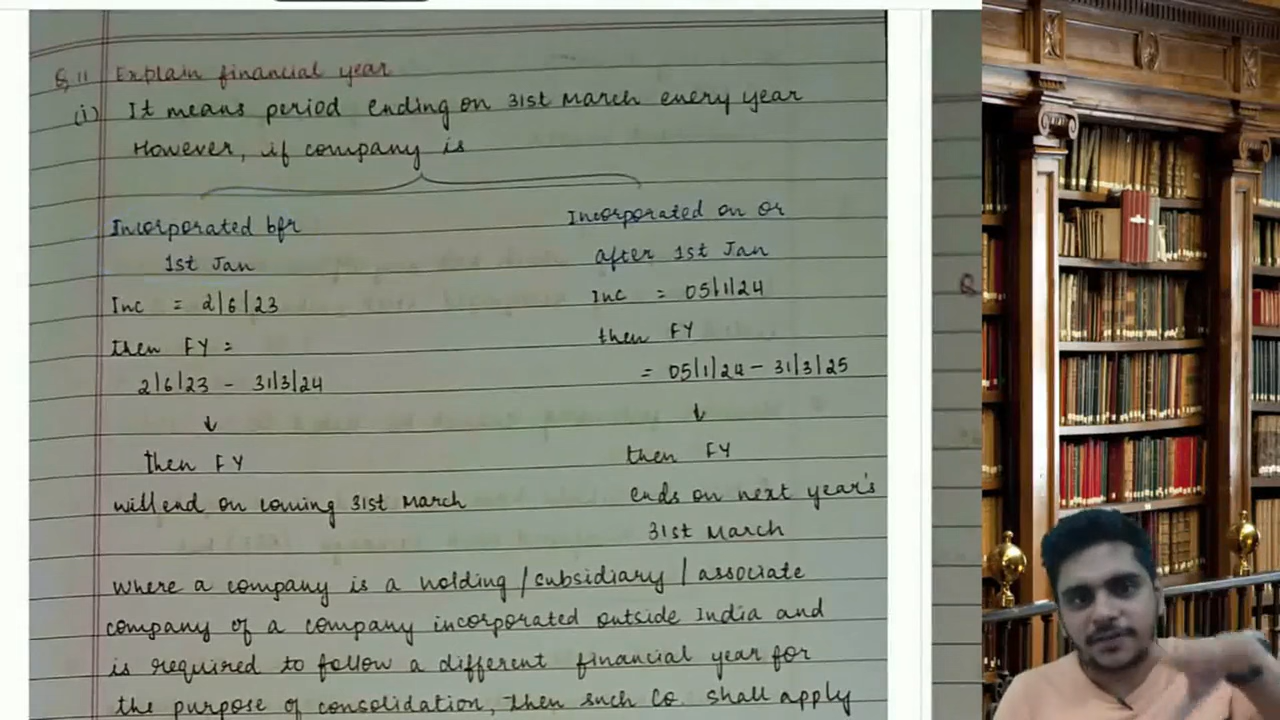 Q.11 Explain financial year
(i) It means period ending on 31st March every year
However, if company is
Incorporated bfr
1st Jan
Inc = 2/6/23
then FY =
2/6/23 - 31/3/24
↓
then FY
will end on coming 31st March
Incorporated on or
after 1st Jan
Inc = 05/1/24
then FY
= 05/1/24 - 31/3/25
↓
then FY
ends on next year's
31st March
where a company is a holding / subsidiary / associate
company of a company incorporated outside India and
is required to follow a different financial year for
the purpose of consolidation, then such Co. shall apply
Q